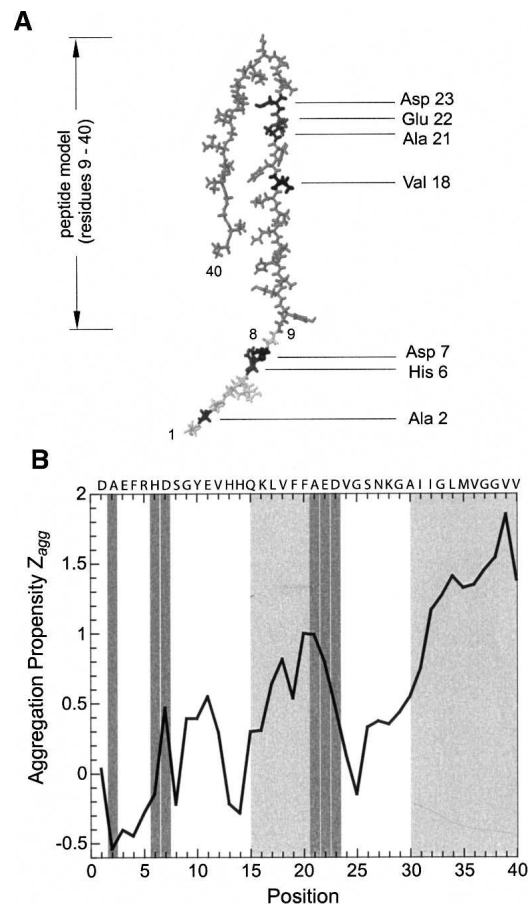 A
peptide model
(residues 9 - 40)
Asp 23
Glu 22
Ala 21
Val 18
40
8
9
Asp 7
His 6
Ala 2
1
B
DAEFRHDSGYEVHHQKLVFFAEDVGSNKGAIIGLMVGGVV
Aggregation Propensity Zagg
2
1.5
1
0.5
0
-0.5
0 5 10 15 20 25 30 35 40
Position